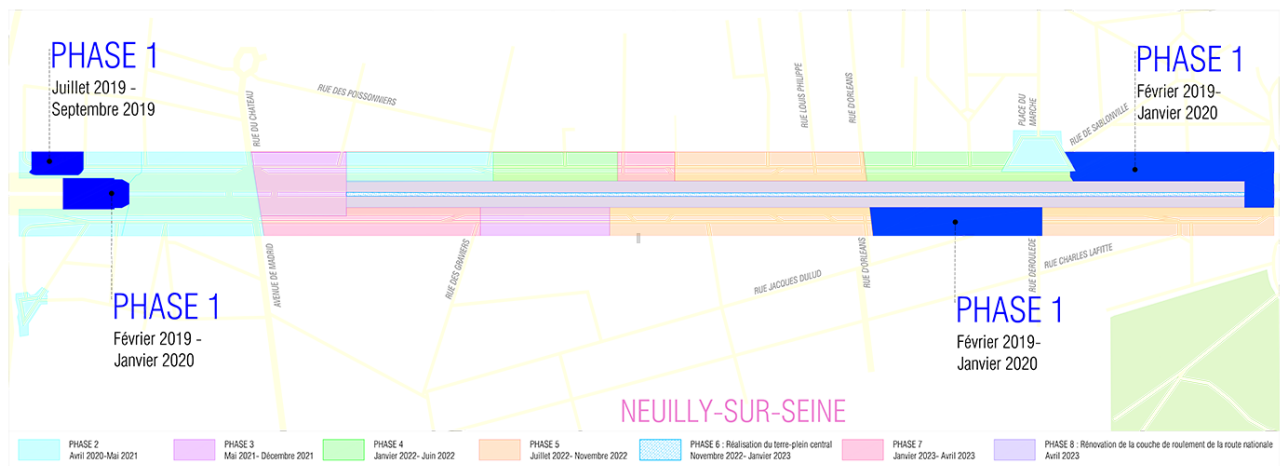 PHASE 1
Juillet 2019 -
Septembre 2019
PHASE 1
Février 2019-
Janvier 2020
RUE DU CHATEAU
RUE DES POISSONNIERS
RUE LOUIS PHILIPPE
RUE D'ORLEANS
PLACE DU
MARCHE
RUE DE SABLONVILLE
AVENUE DE MADRID
RUE DES GRAVIERS
RUE JACQUES DULUD
RUE D'ORLEANS
RUE DEROULEDE
RUE CHARLES LAFITTE
PHASE 1
Février 2019 -
Janvier 2020
PHASE 1
Février 2019-
Janvier 2020
NEUILLY-SUR-SEINE
PHASE 2
Avril 2020-Mai 2021
PHASE 3
Mai 2021- Décembre 2021
PHASE 4
Janvier 2022- Juin 2022
PHASE 5
Juillet 2022- Novembre 2022
PHASE 6 : Réalisation du terre-plein central
Novembre 2022- Janvier 2023
PHASE 7
Janvier 2023- Avril 2023
PHASE 8 : Rénovation de la couche de roulement de la route nationale
Avril 2023